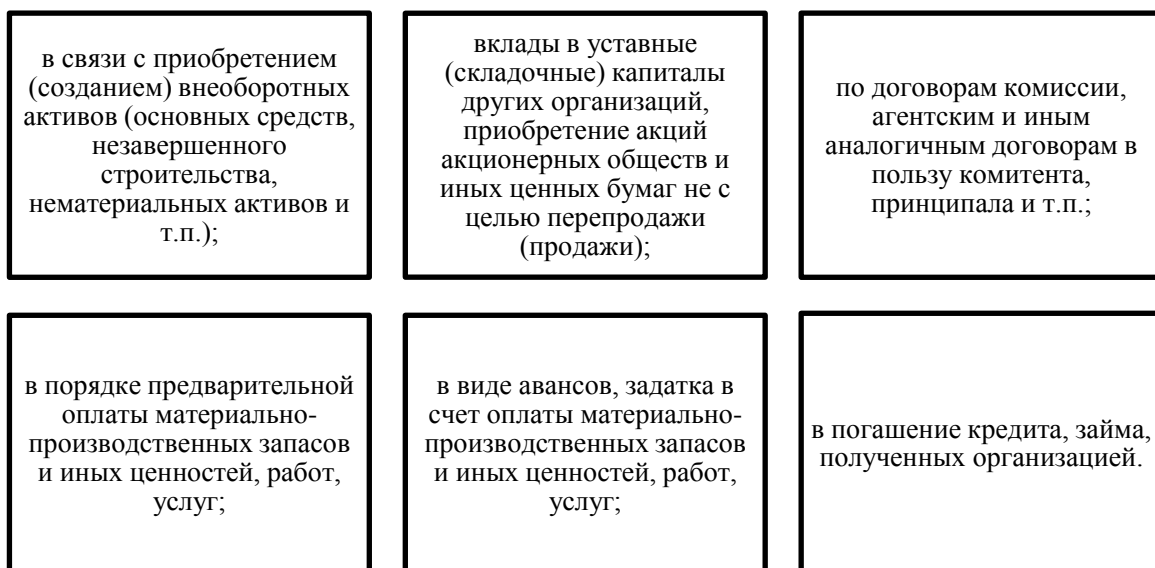 в связи с приобретением
(созданием) внеоборотных
активов (основных средств,
незавершенного
строительства,
нематериальных активов и
т.п.);
вклады в уставные
(складочные) капиталы
других организаций,
приобретение акций
акционерных обществ и
иных ценных бумаг не с
целью перепродажи
(продажи);
по договорам комиссии,
агентским и иным
аналогичным договорам в
пользу комитента,
принципала и т.п.;
в порядке предварительной
оплаты материально-
производственных запасов
и иных ценностей, работ,
услуг;
в виде авансов, задатка в
счет оплаты материально-
производственных запасов
и иных ценностей, работ,
услуг;
в погашение кредита, займа,
полученных организацией.